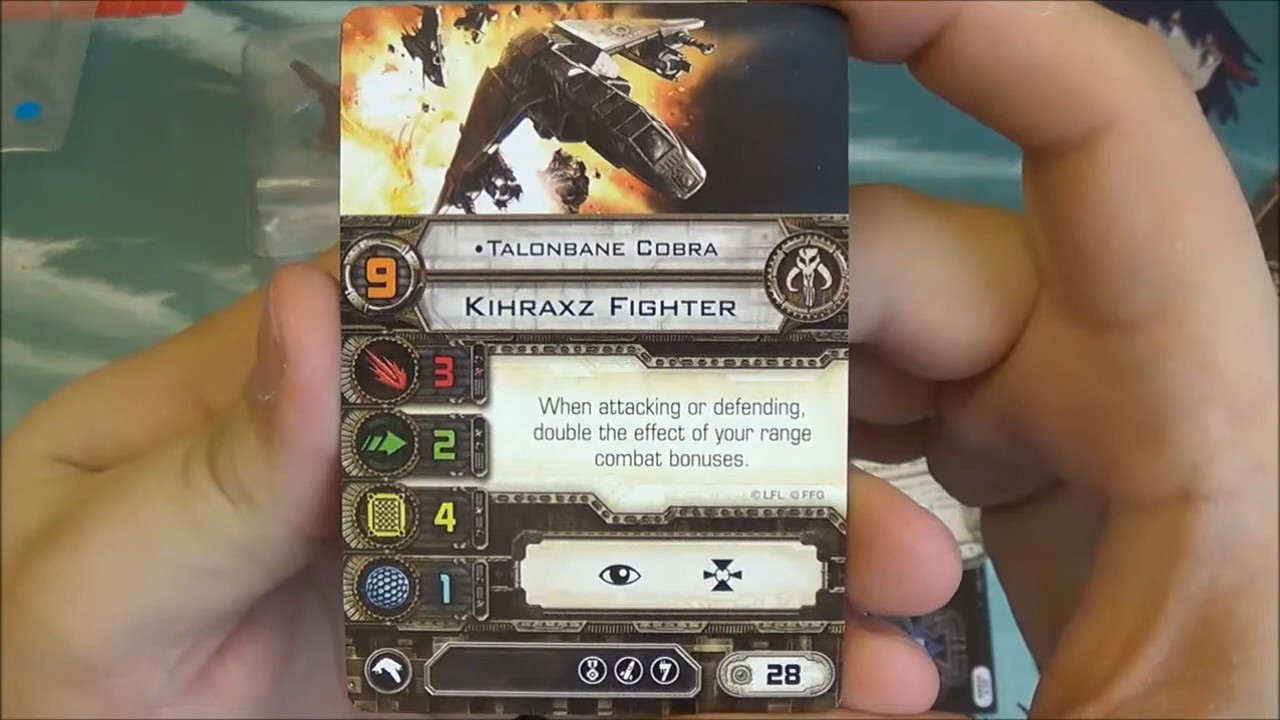 •Talonbane Cobra
9
Kihraxz Fighter
3
When attacking or defending,
double the effect of your range
combat bonuses.
2
©LFL ©FFG
4
1
28